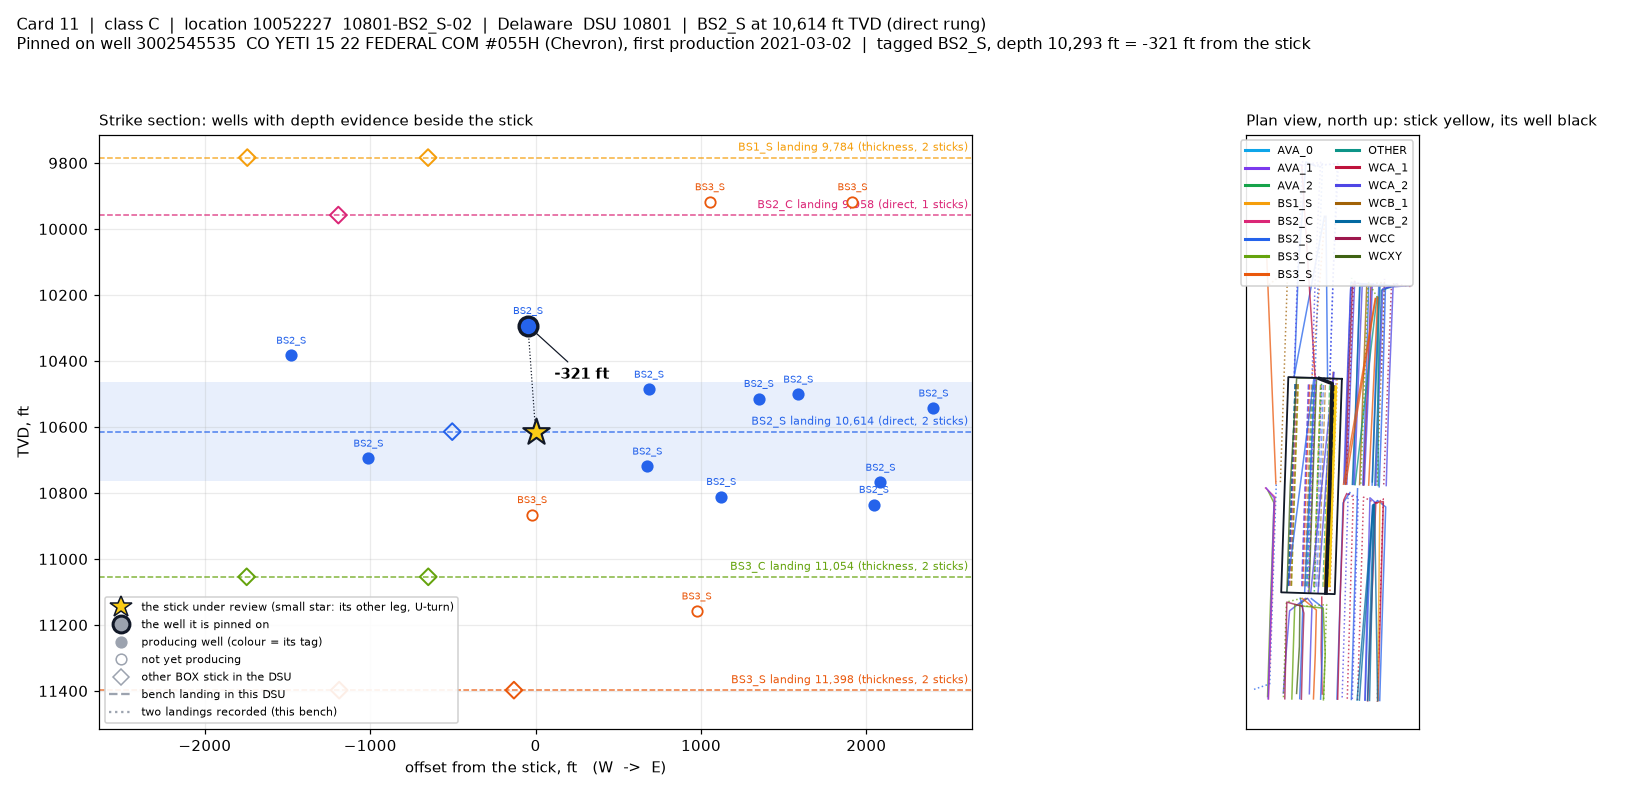 Card 11 | class C | location 10052227 10801-BS2_S-02 | Delaware DSU 10801 | BS2_S at 10,614 ft TVD (direct rung)
Pinned on well 3002545535 CO YETI 15 22 FEDERAL COM #055H (Chevron), first production 2021-03-02 | tagged BS2_S, depth 10,293 ft = -321 ft from the stick
Strike section: wells with depth evidence beside the stick
TVD, ft
9800
10000
10200
10400
10600
10800
11000
11200
11400
BS1_S landing 9,784 (thickness, 2 sticks)
BS3_S
BS3_S
BS2_C landing 9,958 (direct, 1 sticks)
BS2_S
BS2_S
-321 ft
BS2_S
BS2_S
BS2_S
BS2_S
BS2_S landing 10,614 (direct, 2 sticks)
BS2_S
BS2_S
BS2_S
BS2_S
BS2_S
BS3_S
BS3_C landing 11,054 (thickness, 2 sticks)
BS3_S
BS3_S landing 11,398 (thickness, 2 sticks)
the stick under review (small star: its other leg, U-turn)
the well it is pinned on
producing well (colour = its tag)
not yet producing
other BOX stick in the DSU
bench landing in this DSU
two landings recorded (this bench)
−2000
−1000
0
1000
2000
offset from the stick, ft (W -> E)
Plan view, north up: stick yellow, its well black
AVA_0
AVA_1
AVA_2
BS1_S
BS2_C
BS2_S
BS3_C
BS3_S
OTHER
WCA_1
WCA_2
WCB_1
WCB_2
WCC
WCXY